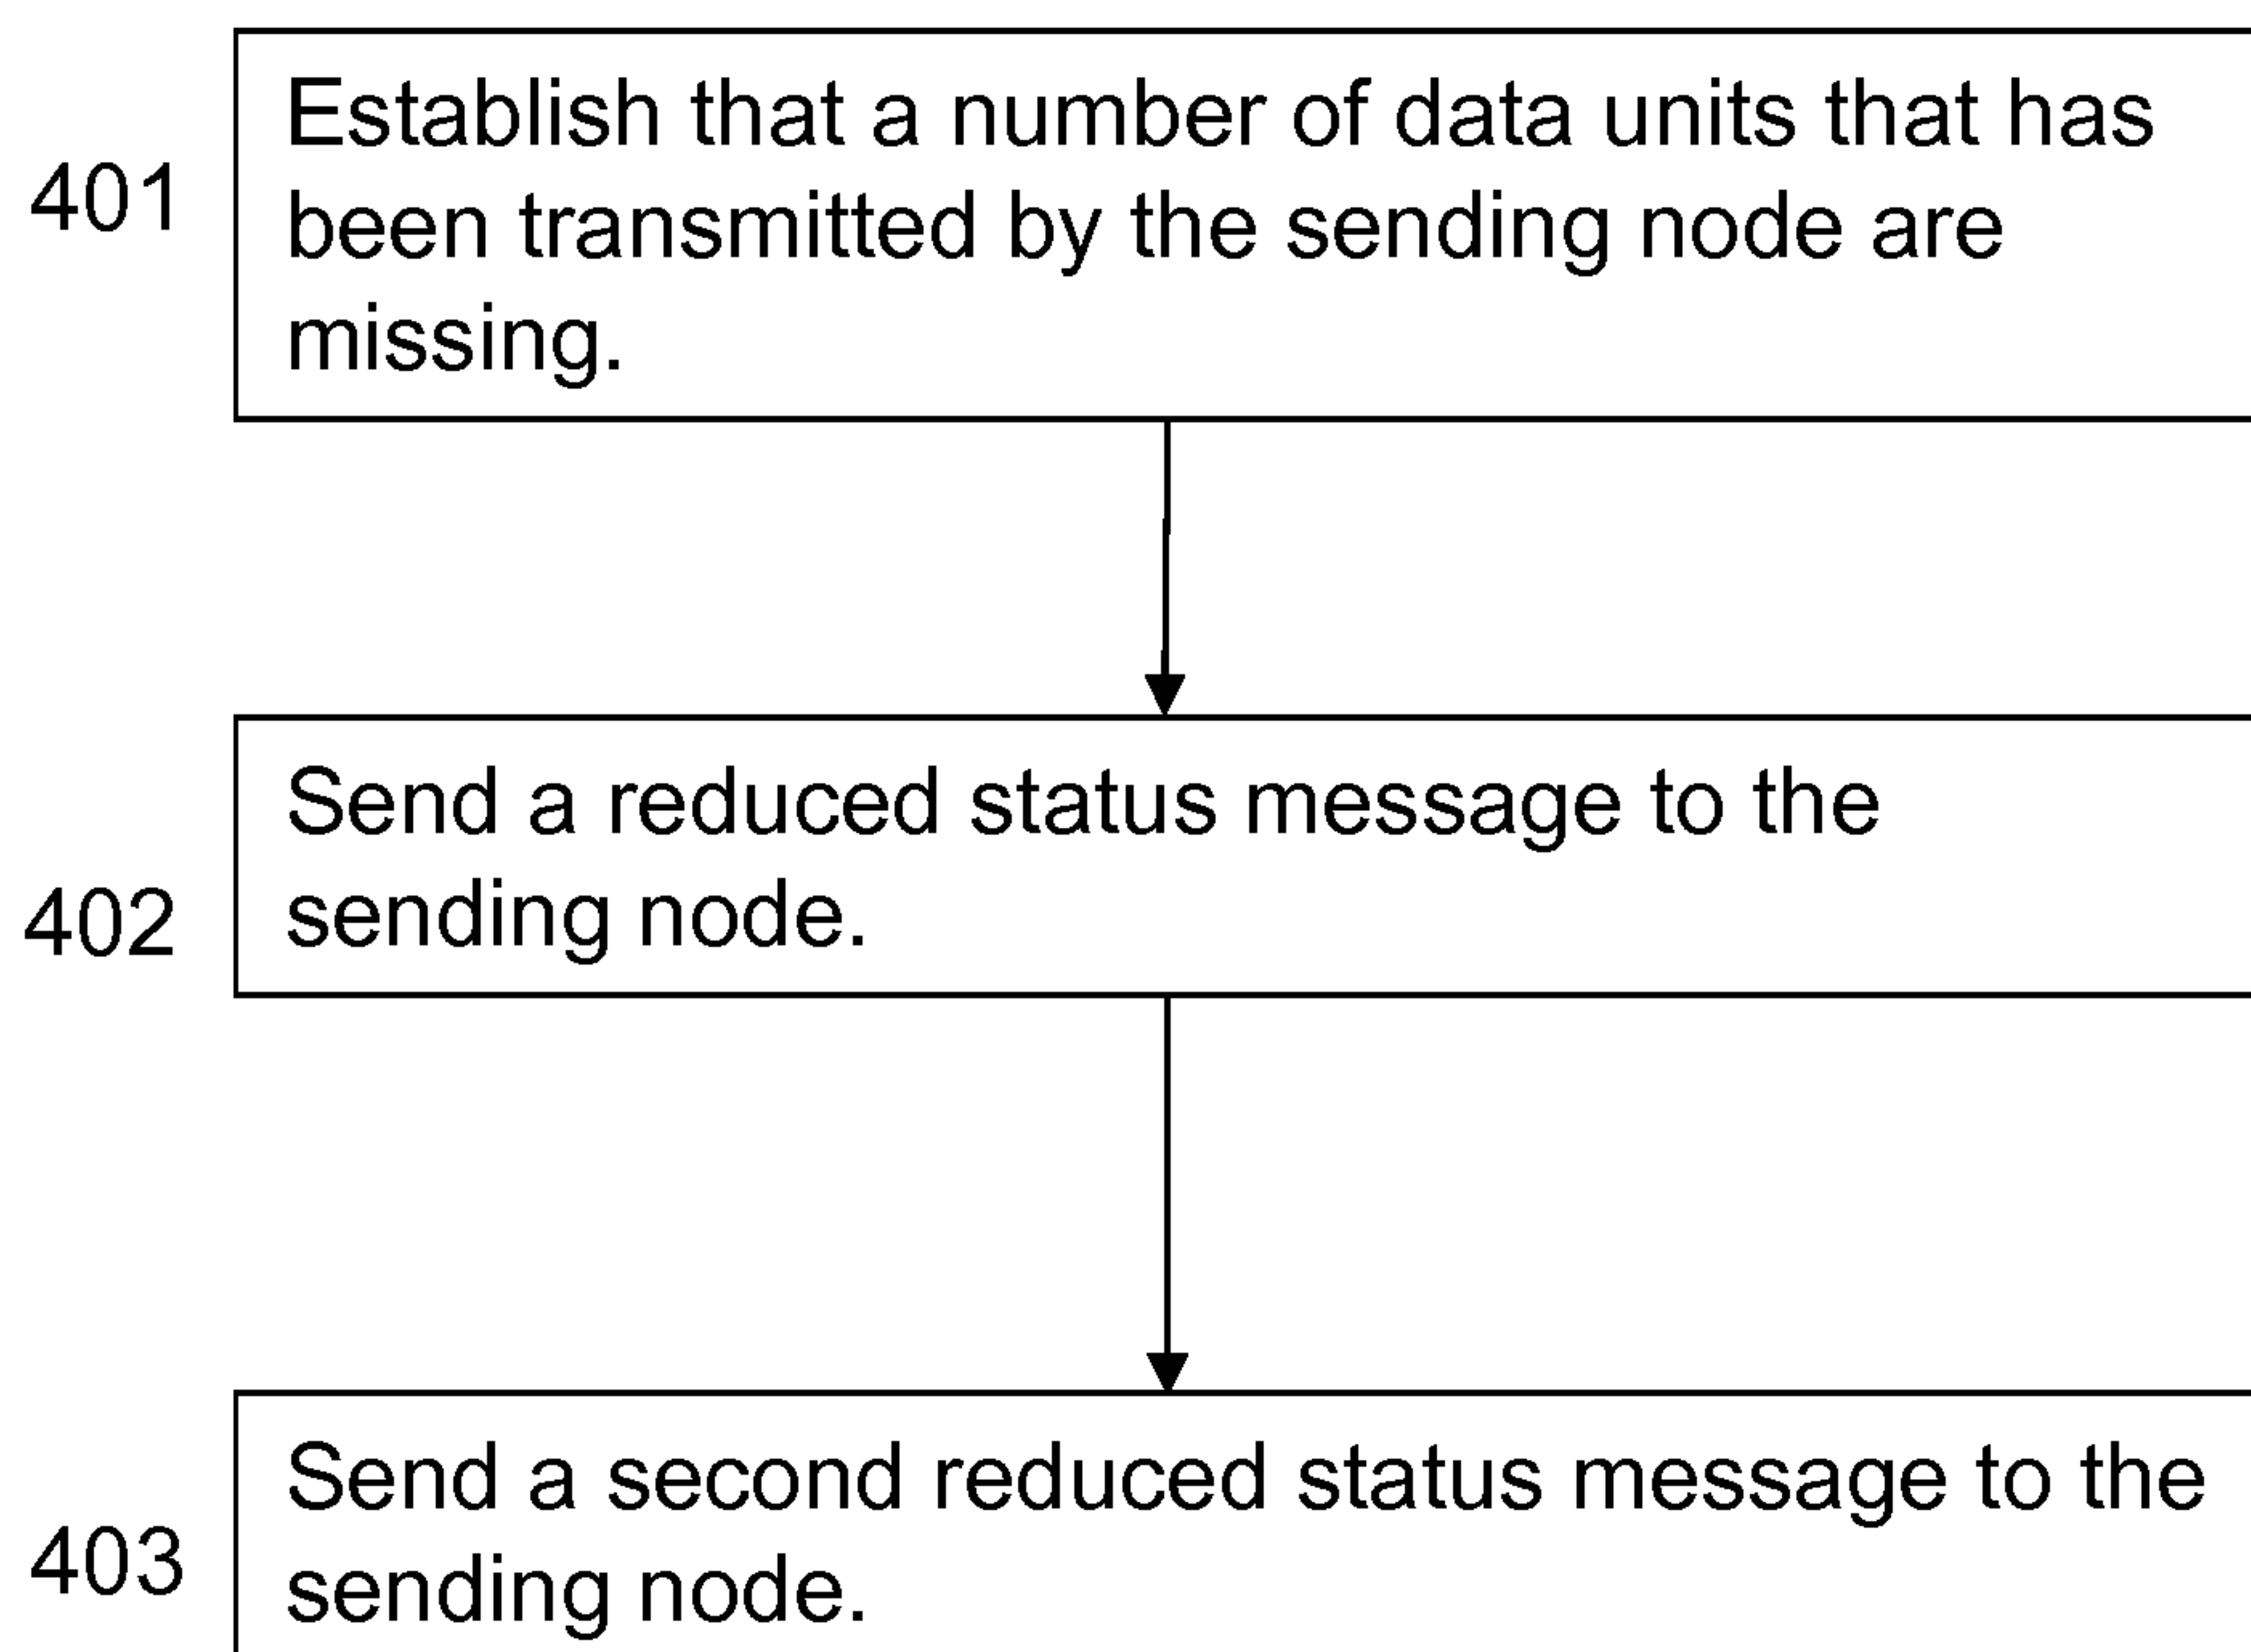 401
Establish that a number of data units that has
been transmitted by the sending node are
missing.
402
Send a reduced status message to the
sending node.
403
Send a second reduced status message to the
sending node.